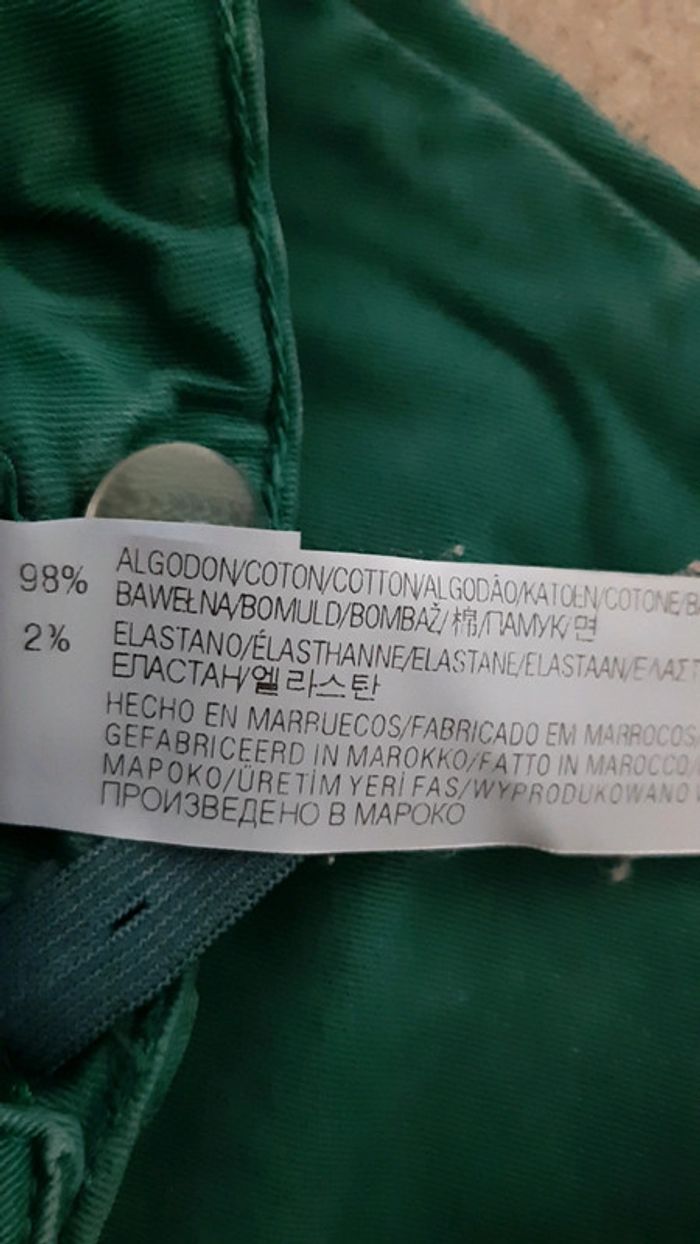 98% ALGODON/COTON/COTTON/ALGODÃO/KATOEN/COTONE/B
BAWEŁNA/BOMULD/BOMBAŽ/棉/ПАМУК/면
2% ELASTANO/ÉLASTHANNE/ELASTANE/ELASTAAN/ΕΛΑΣΤ
ЕЛАСТАН/엘라스탄
HECHO EN MARRUECOS/FABRICADO EM MARROCOS/
GEFABRICEERD IN MAROKKO/FATTO IN MAROCCO/
ΜΑΡΟΚΟ/ÜRETİM YERİ FAS/WYPRODUKOWANO
ПРОИЗВЕДЕНО В МАРОКО